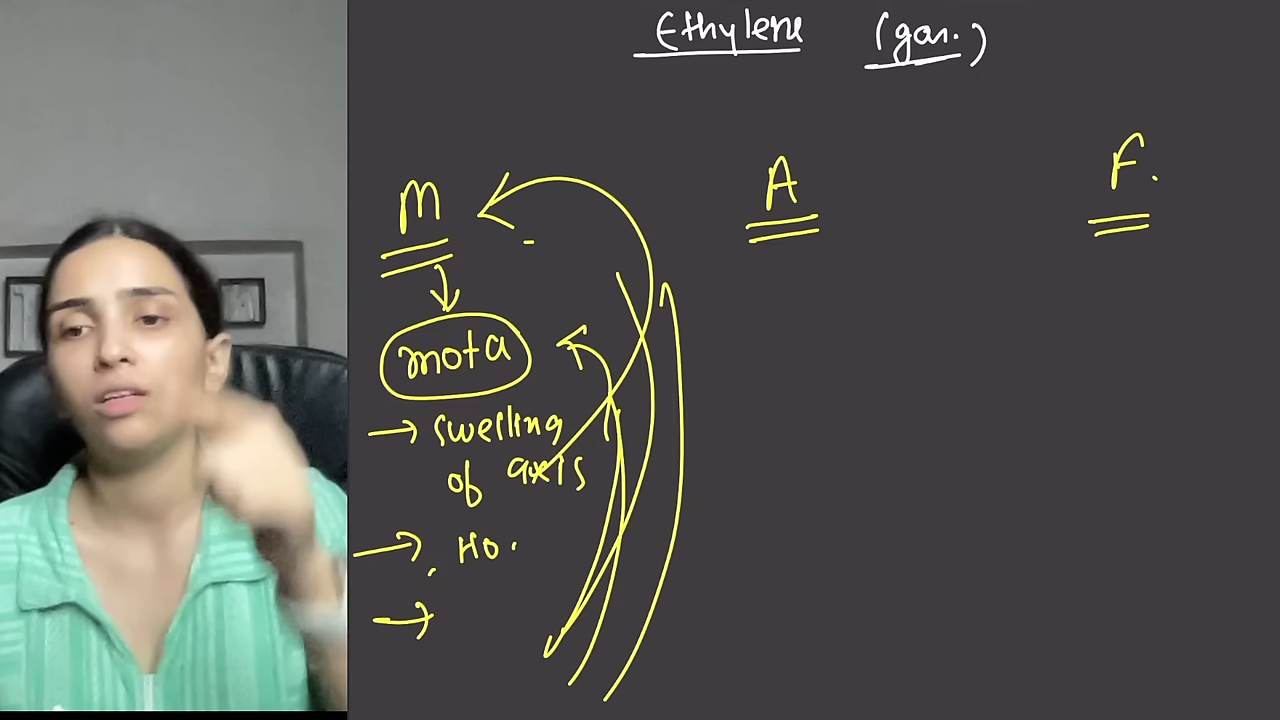 Ethylene (gas.)
M A F.
mota
→ swelling
of axis
→ Ho.
→